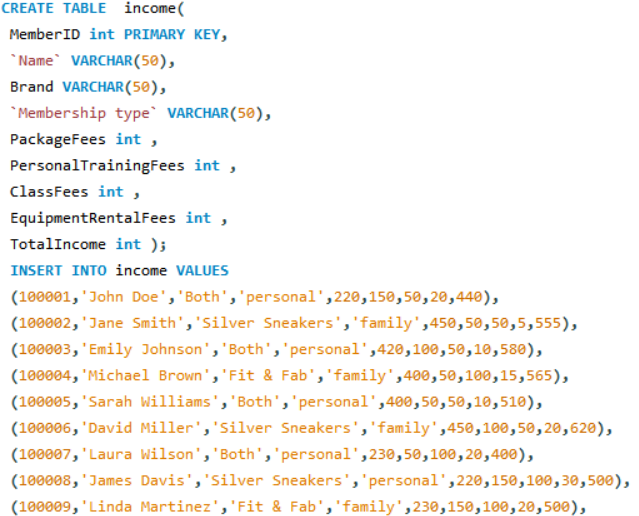 CREATE TABLE income(
MemberID int PRIMARY KEY,
`Name` VARCHAR(50),
Brand VARCHAR(50),
`Membership type` VARCHAR(50),
PackageFees int ,
PersonalTrainingFees int ,
ClassFees int ,
EquipmentRentalFees int ,
TotalIncome int );
INSERT INTO income VALUES
(100001,'John Doe','Both','personal',220,150,50,20,440),
(100002,'Jane Smith','Silver Sneakers','family',450,50,50,5,555),
(100003,'Emily Johnson','Both','personal',420,100,50,10,580),
(100004,'Michael Brown','Fit & Fab','family',400,50,100,15,565),
(100005,'Sarah Williams','Both','personal',400,50,50,10,510),
(100006,'David Miller','Silver Sneakers','family',450,100,50,20,620),
(100007,'Laura Wilson','Both','personal',230,50,100,20,400),
(100008,'James Davis','Silver Sneakers','personal',220,150,100,30,500),
(100009,'Linda Martinez','Fit & Fab','family',230,150,100,20,500),